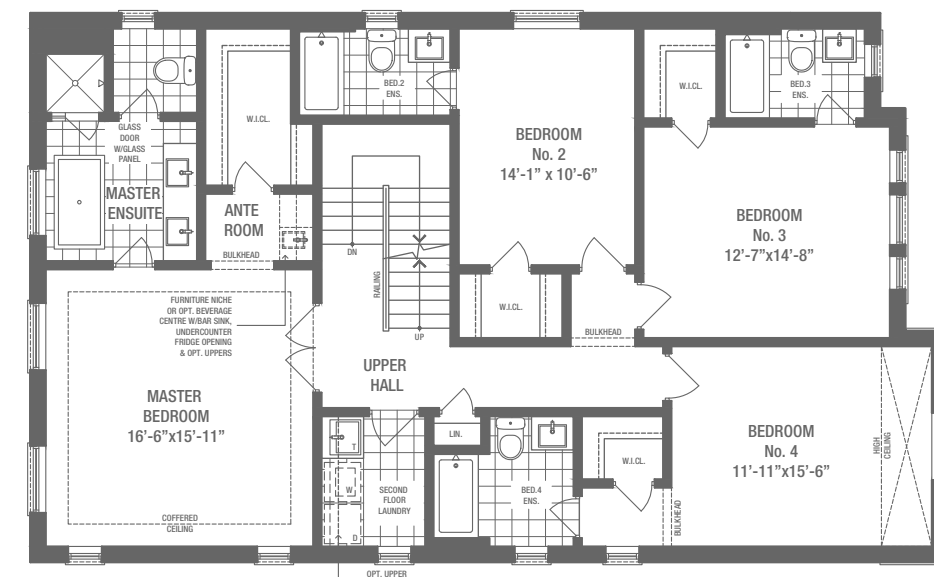 W.I.CL.
BED.2
ENS.
W.I.CL.
BED.3
ENS.
GLASS
DOOR
W/GLASS
PANEL
MASTER
ENSUITE
ANTE
ROOM
BULKHEAD
DN
RAILING
UP
BEDROOM
No. 2
14'-1" x 10'-6"
BEDROOM
No. 3
12'-7"x14'-8"
W.I.CL.
BULKHEAD
FURNITURE NICHE
OR OPT. BEVERAGE
CENTRE W/BAR SINK,
UNDERCOUNTER
FRIDGE OPENING
& OPT. UPPERS
UPPER
HALL
MASTER
BEDROOM
16'-6"x15'-11"
COFFERED
CEILING
LIN.
T
W
D
SECOND
FLOOR
LAUNDRY
BED.4
ENS.
W.I.CL.
BULKHEAD
BEDROOM
No. 4
11'-11"x15'-6"
HIGH
CEILING
OPT. UPPER